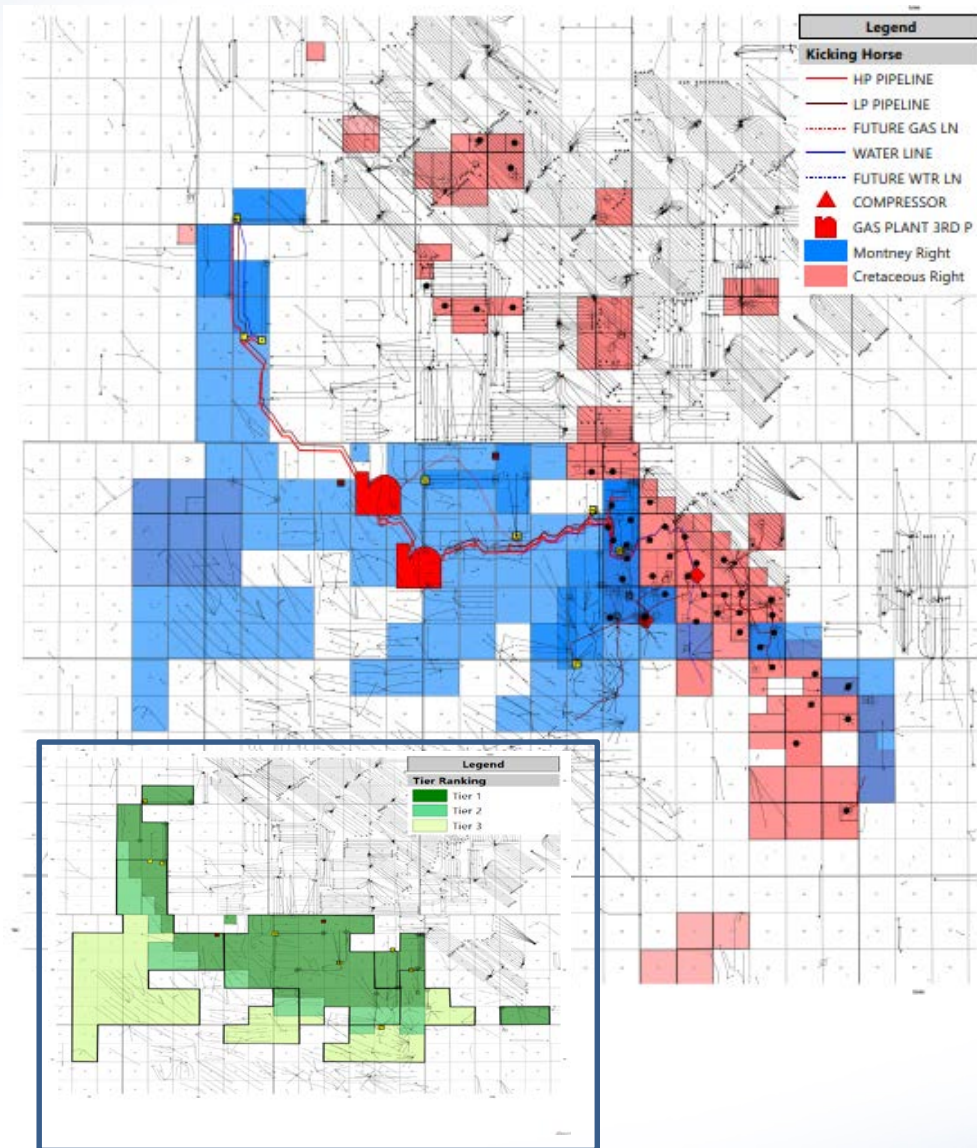 Legend
Kicking Horse
HP PIPELINE
LP PIPELINE
FUTURE GAS LN
WATER LINE
FUTURE WTR LN
COMPRESSOR
GAS PLANT 3RD P
Montney Right
Cretaceous Right
Legend
Tier Ranking
Tier 1
Tier 2
Tier 3